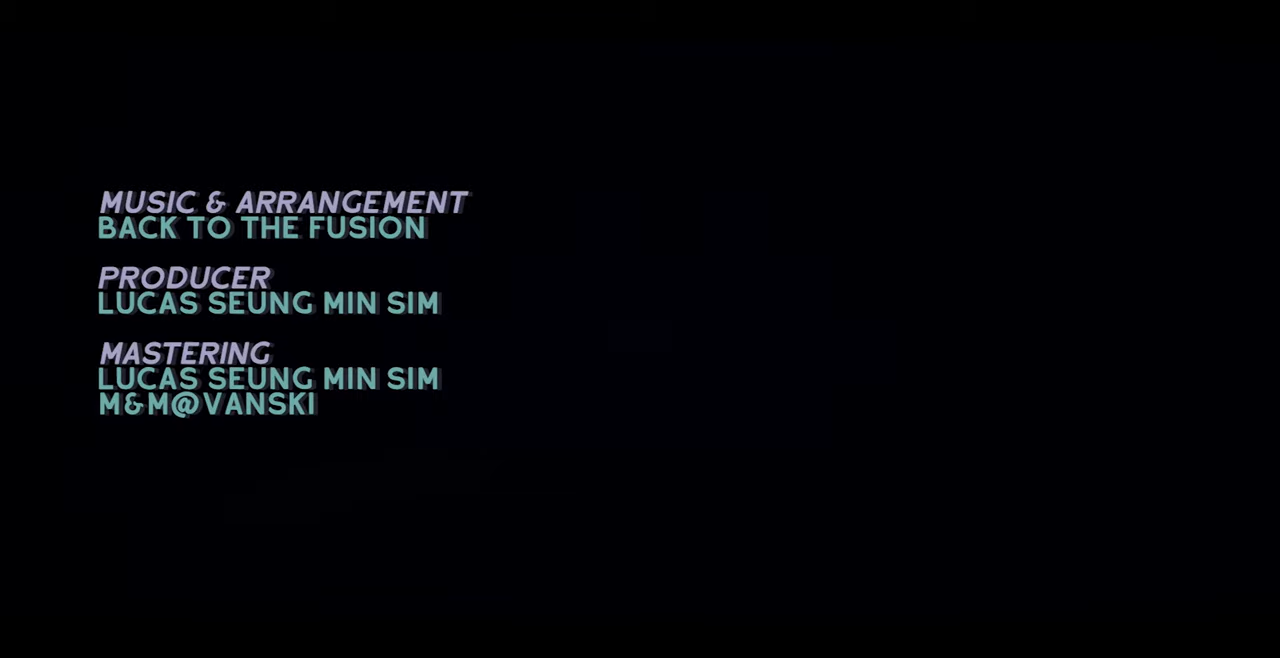 MUSIC & ARRANGEMENT
BACK TO THE FUSION
PRODUCER
LUCAS SEUNG MIN SIM
MASTERING
LUCAS SEUNG MIN SIM
M&M@VANSKI